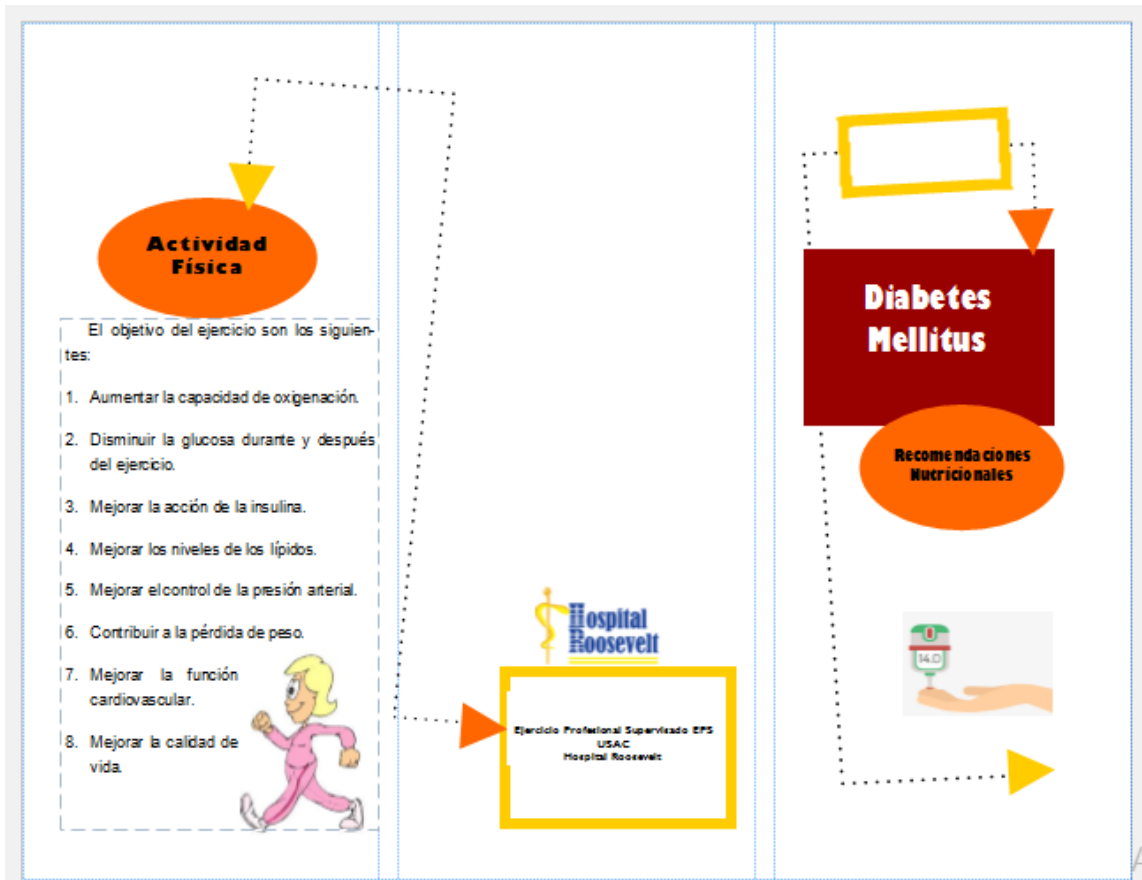 Actividad
Física
El objetivo del ejercicio son los siguien-
tes:
1. Aumentar la capacidad de oxigenación.
2. Disminuir la glucosa durante y después
del ejercicio.
3. Mejorar la acción de la insulina.
4. Mejorar los niveles de los lípidos.
5. Mejorar el control de la presión arterial.
6. Contribuir a la pérdida de peso.
7. Mejorar la función
cardiovascular.
8. Mejorar la calidad de
vida.
Hospital
Roosevelt
Ejercicio Profesional Supervisado EPS
USAC
Hospital Roosevelt
Diabetes
Mellitus
Recomendaciones
Nutricionales
14.0